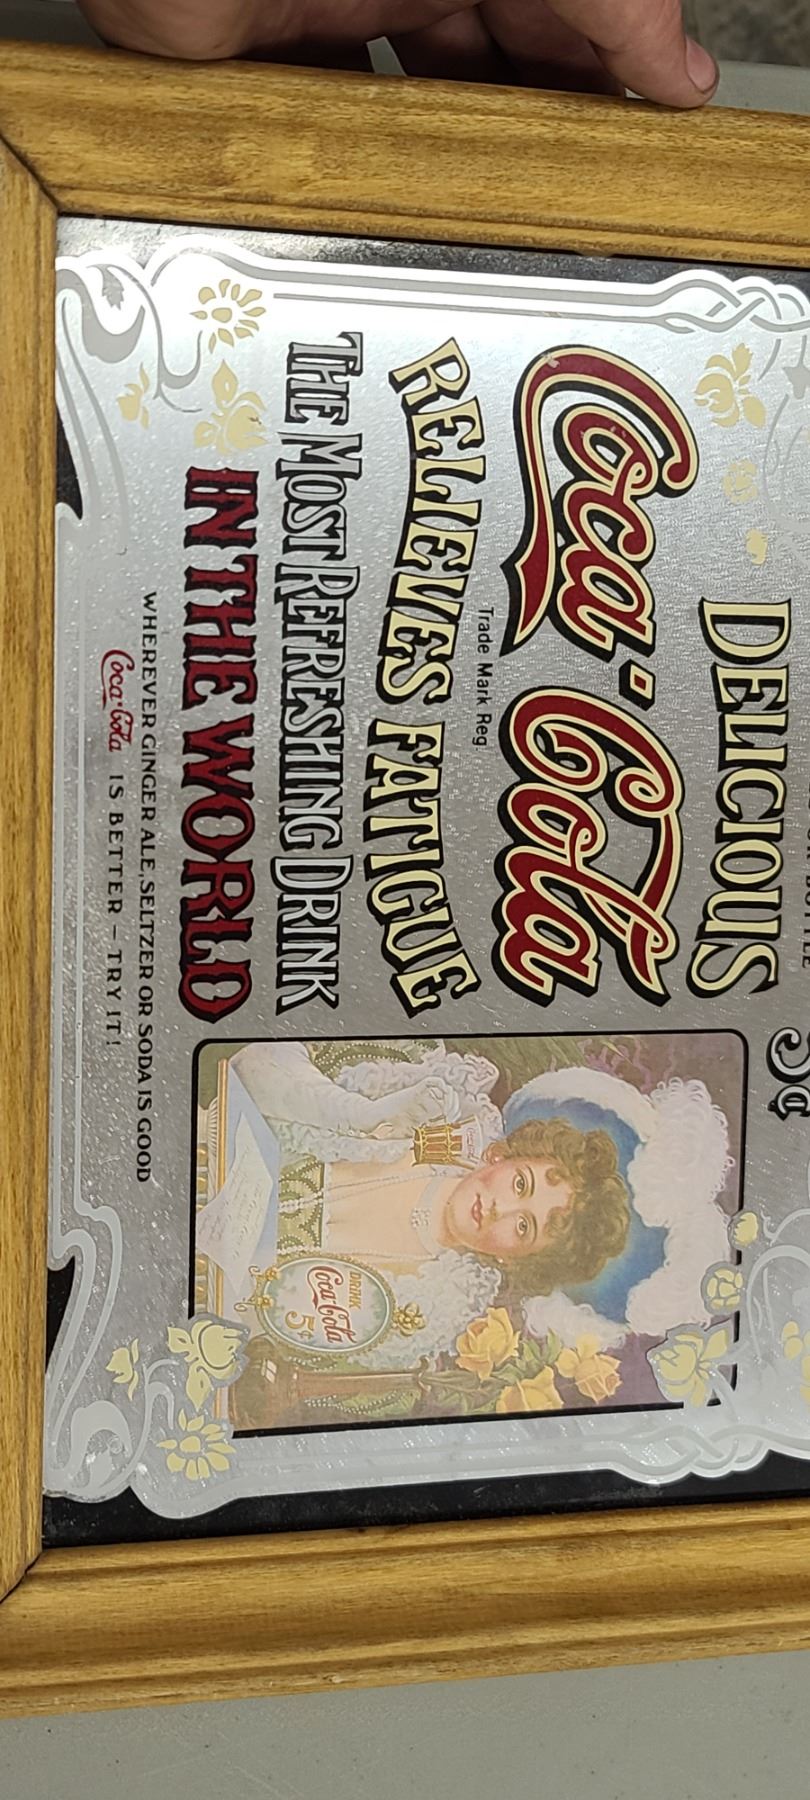 5¢
DELICIOUS
Coca-Cola
Trade Mark Reg.
RELIEVES FATIGUE
THE MOST REFRESHING DRINK
IN THE WORLD
WHEREVER GINGER ALE, SELTZER OR SODA IS GOOD
Coca-Cola IS BETTER – TRY IT!
DRINK
Coca-Cola
5¢